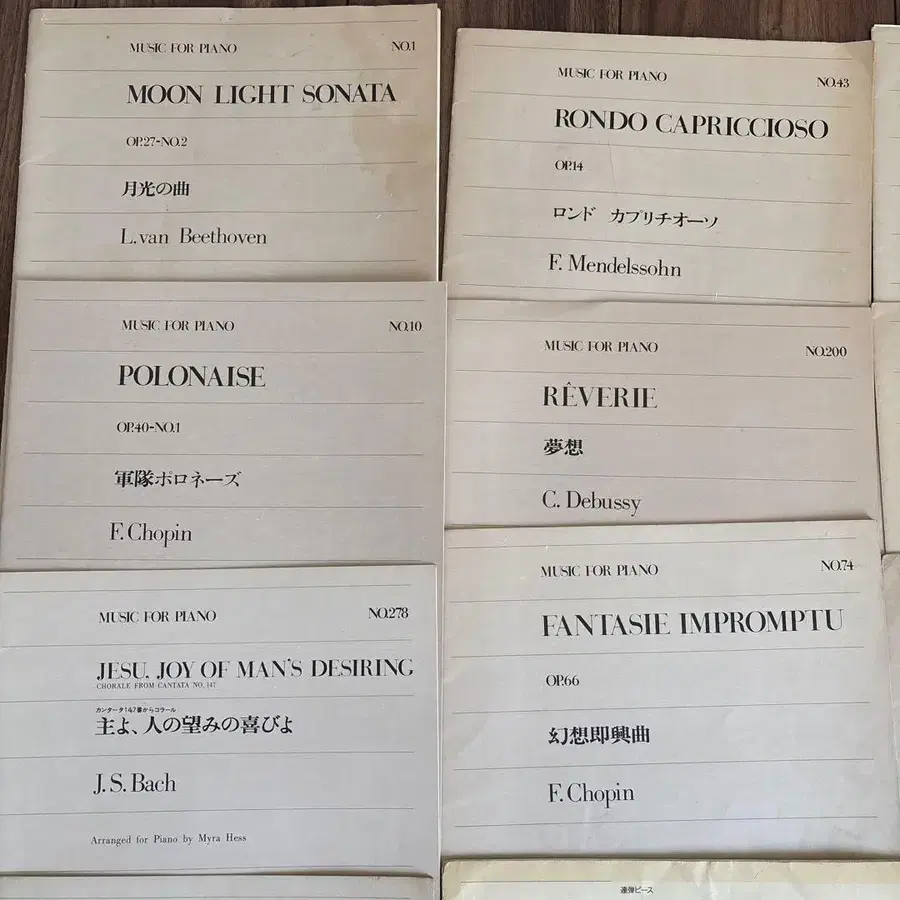 MUSIC FOR PIANO NO.1
MOON LIGHT SONATA
OP.27-NO.2
月光の曲
L. van Beethoven
MUSIC FOR PIANO NO.43
RONDO CAPRICCIOSO
OP.14
ロンド カプリチオーソ
F. Mendelssohn
MUSIC FOR PIANO NO.10
POLONAISE
OP.40-NO.1
軍隊ポロネーズ
F. Chopin
MUSIC FOR PIANO NO.200
RÊVERIE
夢想
C. Debussy
MUSIC FOR PIANO NO.278
JESU, JOY OF MAN'S DESIRING
CHORALE FROM CANTATA NO. 147
カンタータ147番からコラール
主よ、人の望みの喜びよ
J. S. Bach
Arranged for Piano by Myra Hess
MUSIC FOR PIANO NO.74
FANTASIE IMPROMPTU
OP.66
幻想即興曲
F. Chopin
連弾ピース